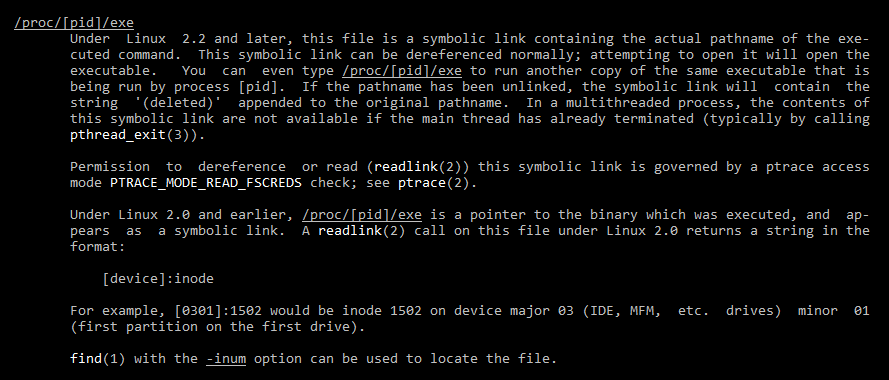 /proc/[pid]/exe
Under Linux 2.2 and later, this file is a symbolic link containing the actual pathname of the exe-
cuted command. This symbolic link can be dereferenced normally; attempting to open it will open the
executable. You can even type /proc/[pid]/exe to run another copy of the same executable that is
being run by process [pid]. If the pathname has been unlinked, the symbolic link will contain the
string '(deleted)' appended to the original pathname. In a multithreaded process, the contents of
this symbolic link are not available if the main thread has already terminated (typically by calling
pthread_exit(3)).
Permission to dereference or read (readlink(2)) this symbolic link is governed by a ptrace access
mode PTRACE_MODE_READ_FSCREDS check; see ptrace(2).
Under Linux 2.0 and earlier, /proc/[pid]/exe is a pointer to the binary which was executed, and ap-
pears as a symbolic link. A readlink(2) call on this file under Linux 2.0 returns a string in the
format:
[device]:inode
For example, [0301]:1502 would be inode 1502 on device major 03 (IDE, MFM, etc. drives) minor 01
(first partition on the first drive).
find(1) with the -inum option can be used to locate the file.